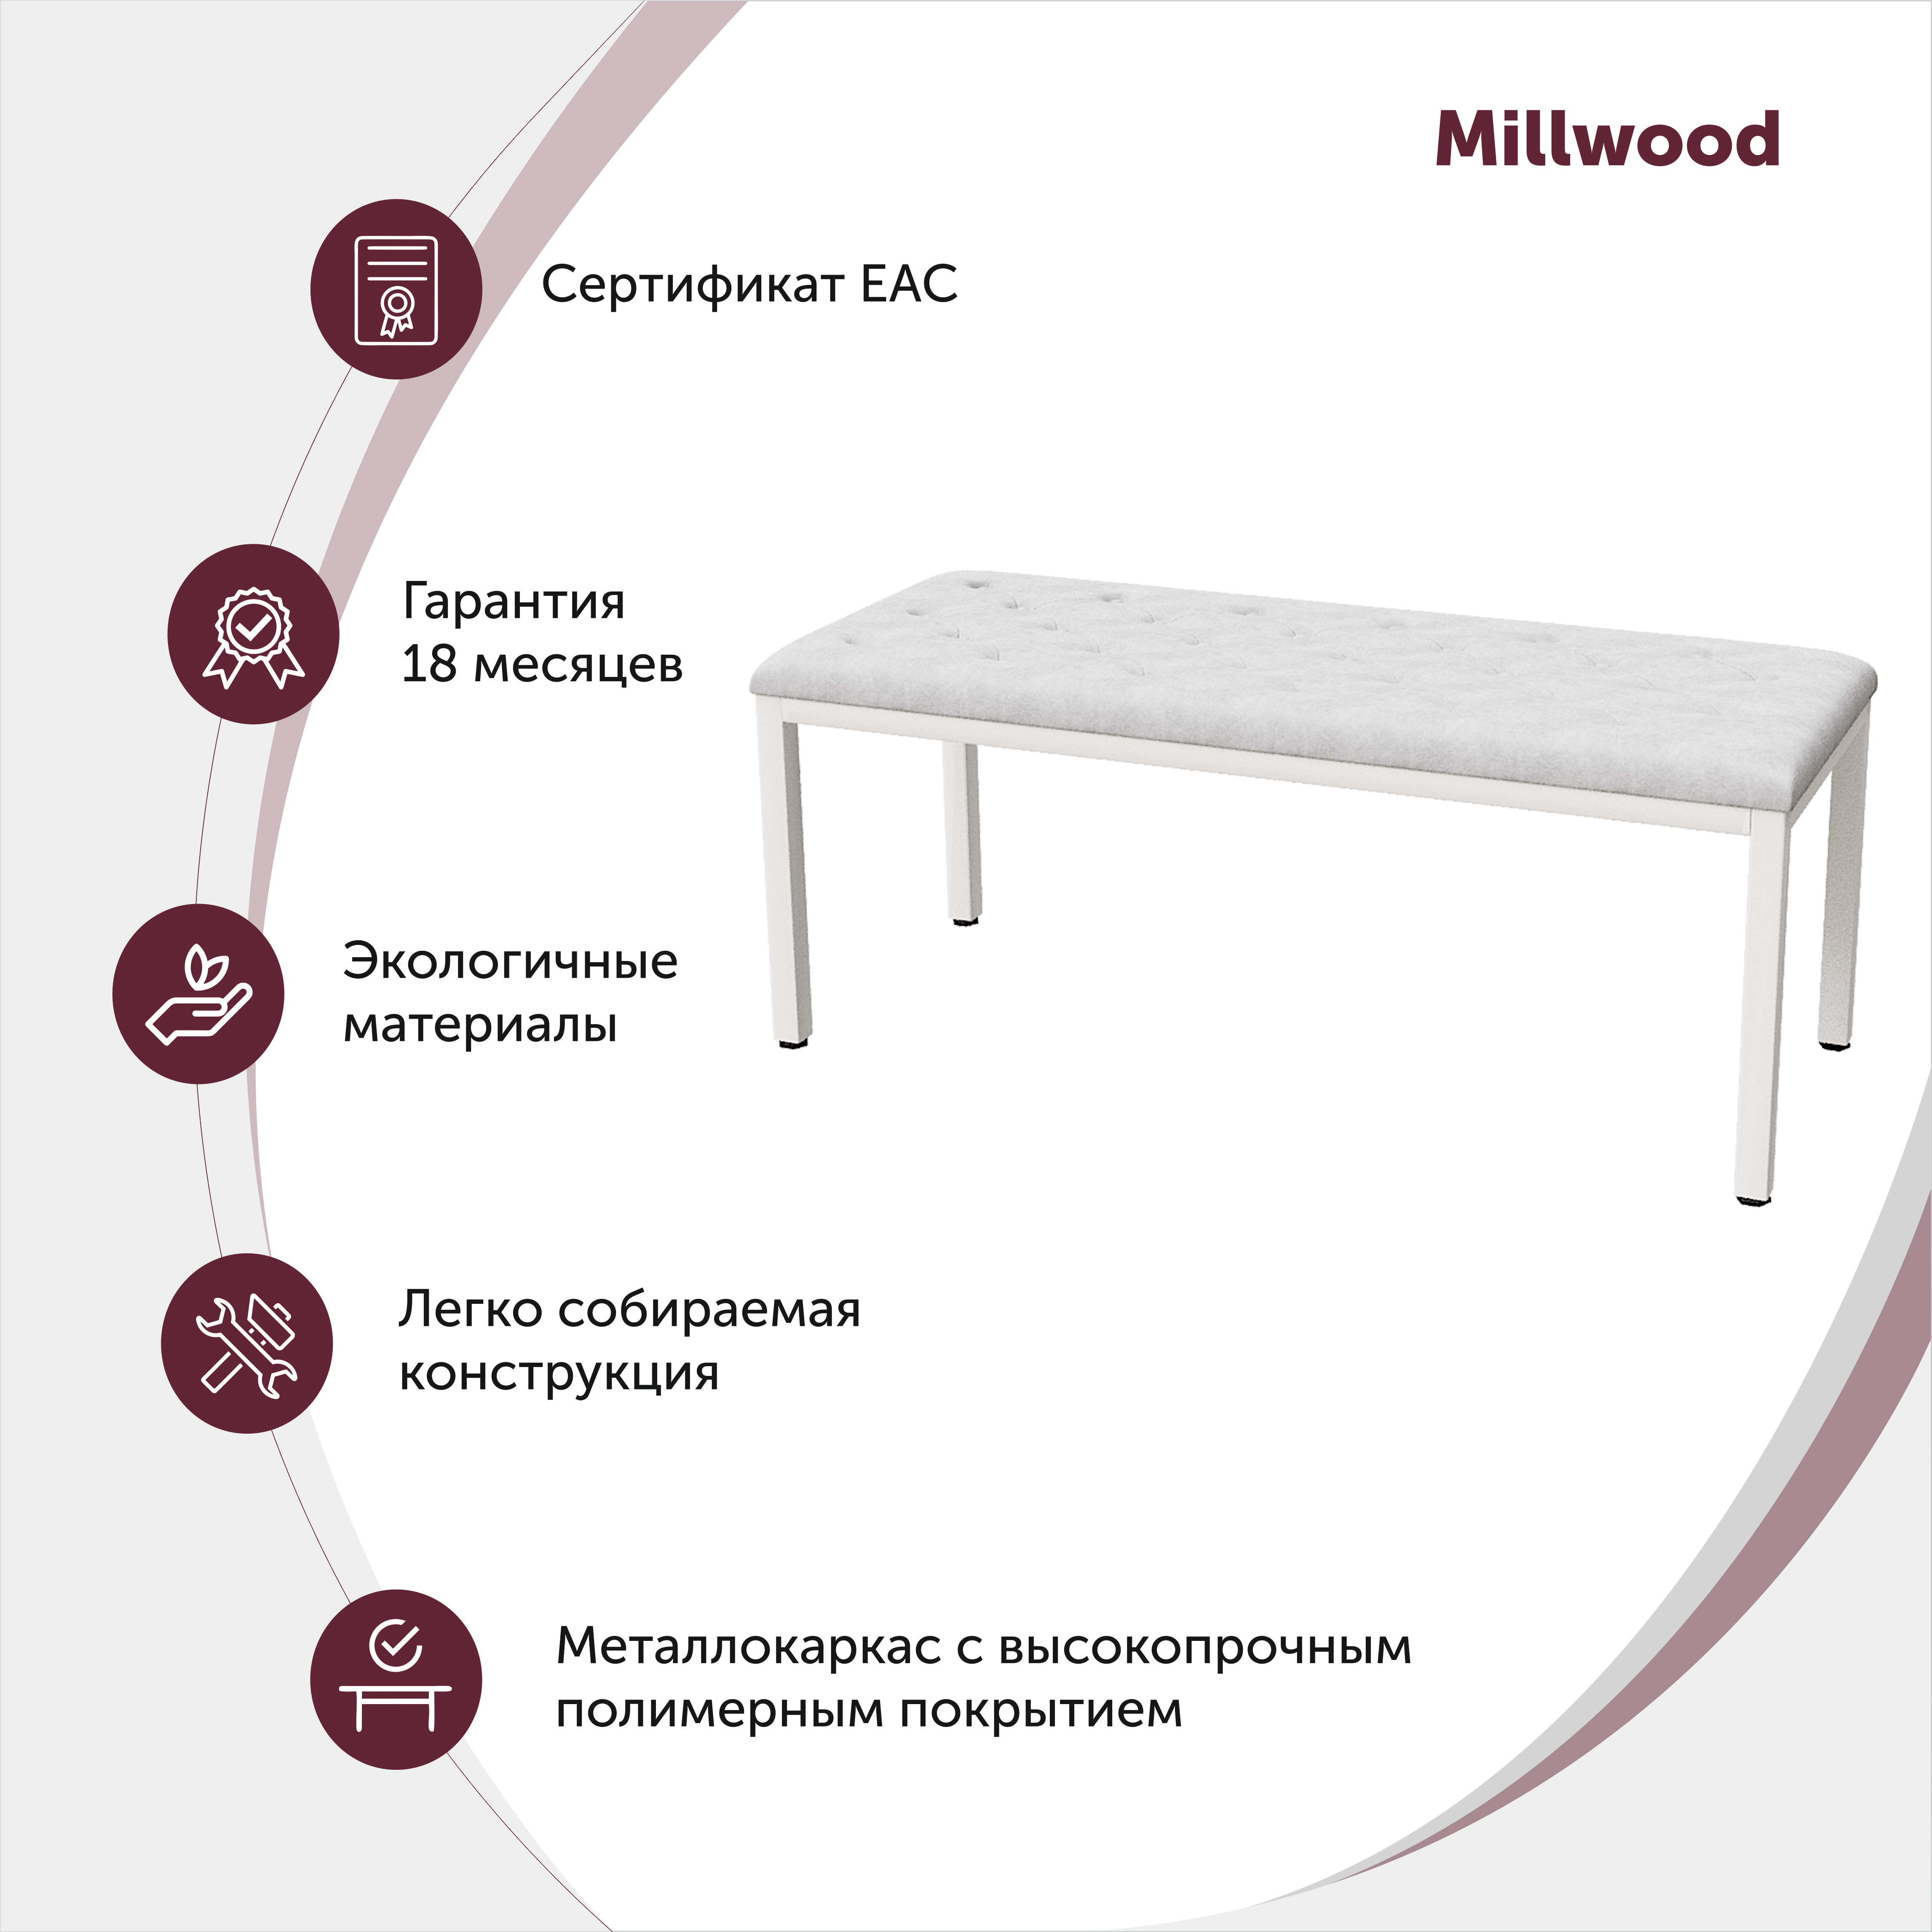 Millwood
Сертификат ЕАС
Гарантия
18 месяцев
Экологичные
материалы
Легко собираемая
конструкция
Металлокаркас с высокопрочным
полимерным покрытием